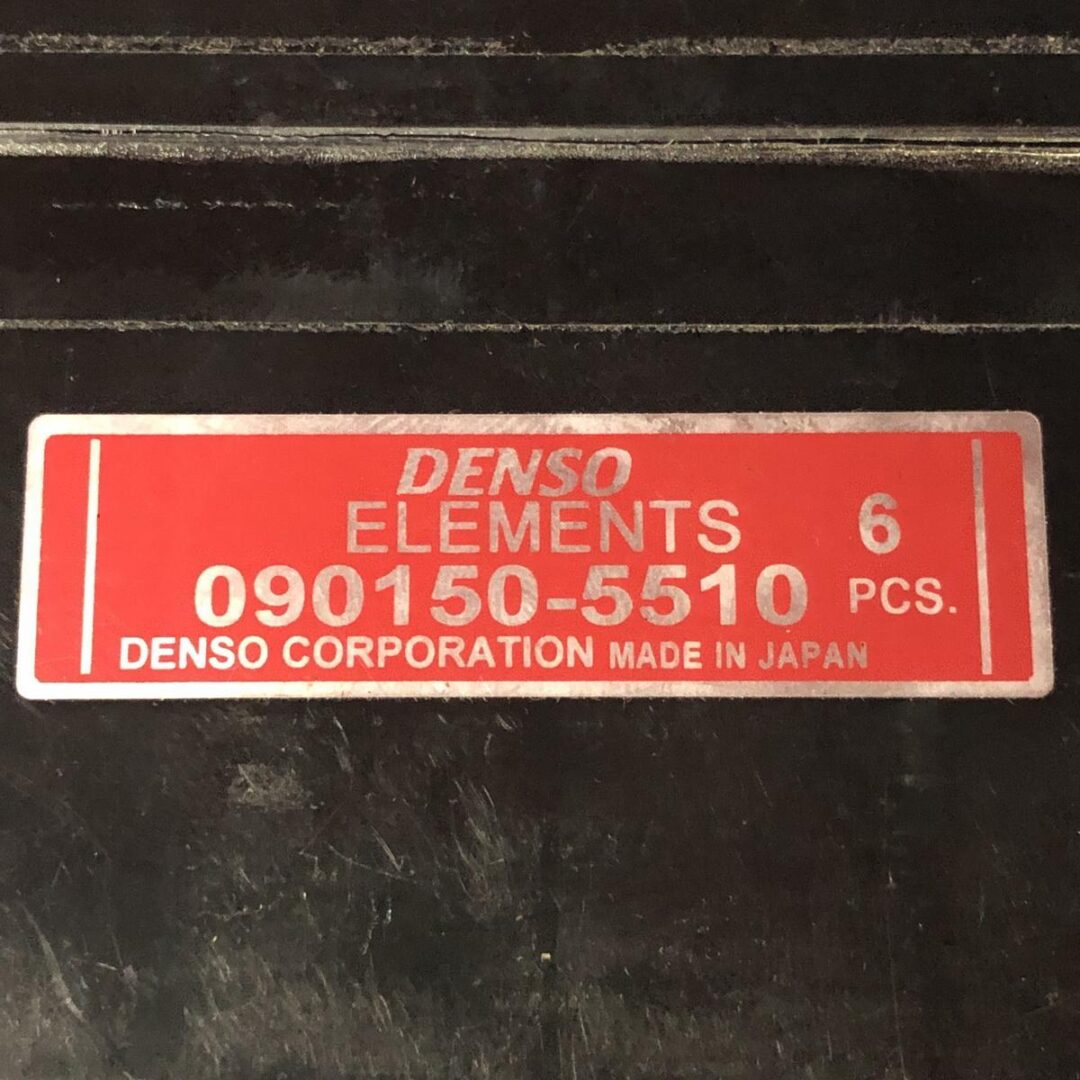 DENSO
ELEMENTS 6
090150-5510 PCS.
DENSO CORPORATION MADE IN JAPAN